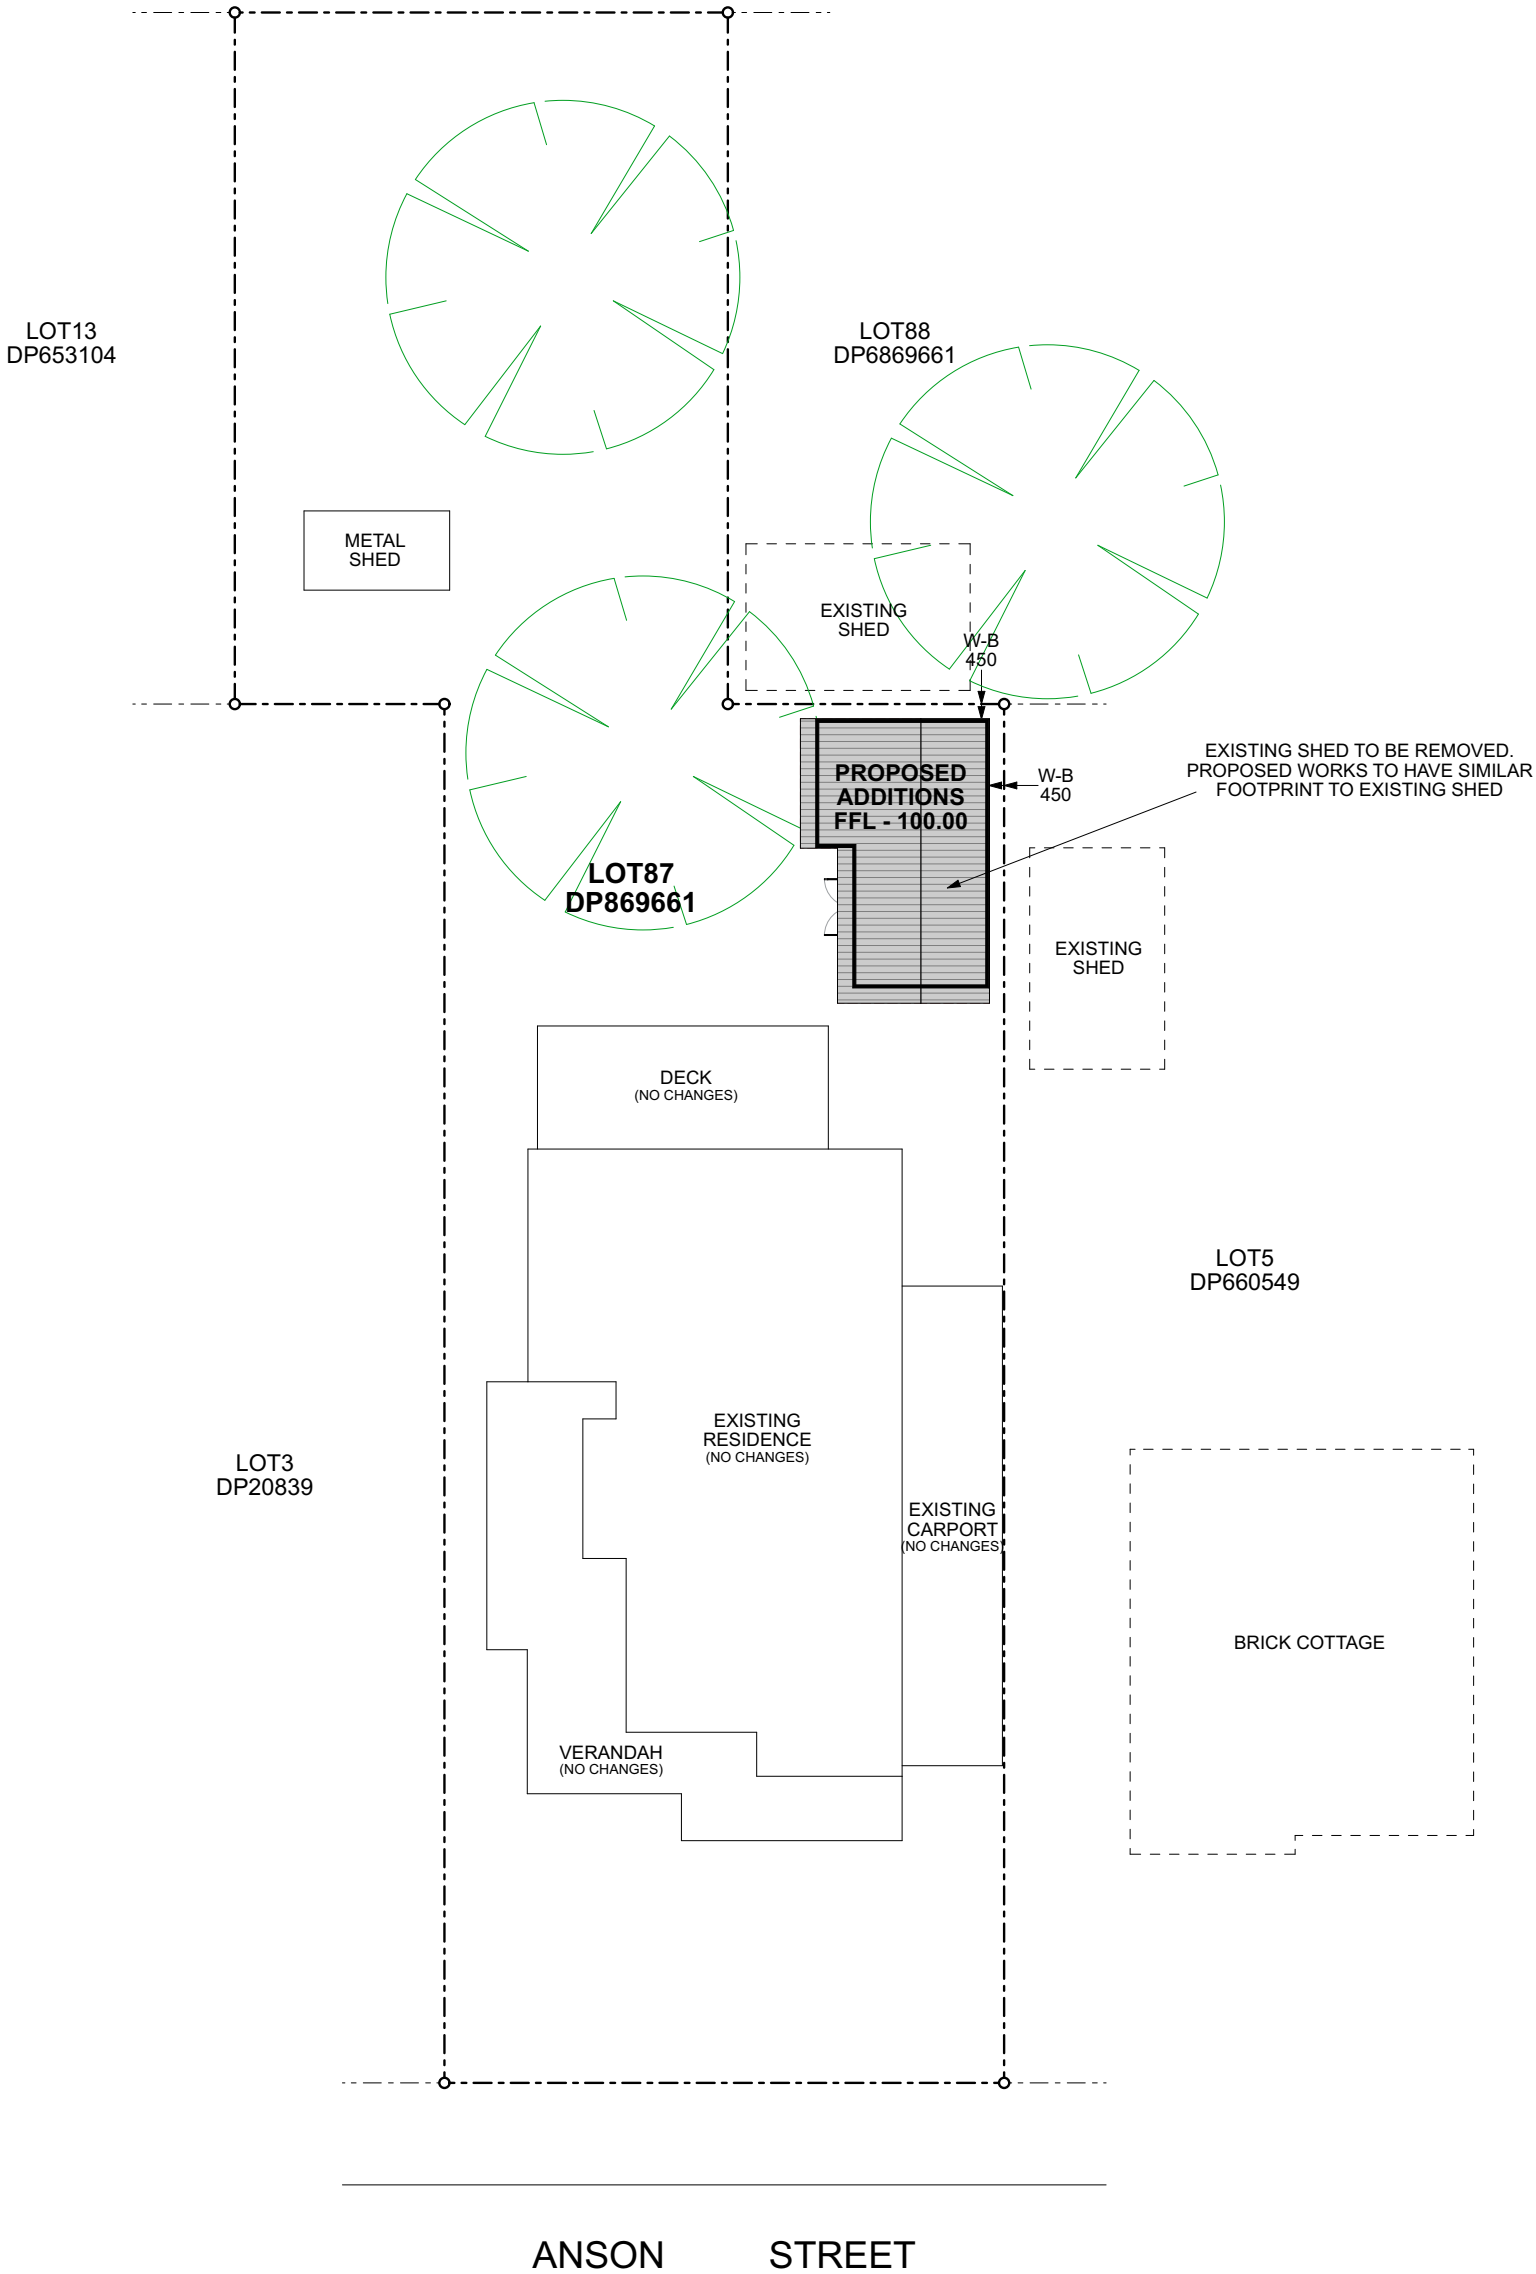 LOT13
DP653104
LOT88
DP6869661
METAL
SHED
EXISTING
SHED
W-B
450
PROPOSED
ADDITIONS
FFL - 100.00
W-B
450
EXISTING SHED TO BE REMOVED.
PROPOSED WORKS TO HAVE SIMILAR
FOOTPRINT TO EXISTING SHED
LOT87
DP869661
EXISTING
SHED
DECK
(NO CHANGES)
LOT5
DP660549
EXISTING
RESIDENCE
(NO CHANGES)
LOT3
DP20839
EXISTING
CARPORT
(NO CHANGES)
BRICK COTTAGE
VERANDAH
(NO CHANGES)
ANSON STREET